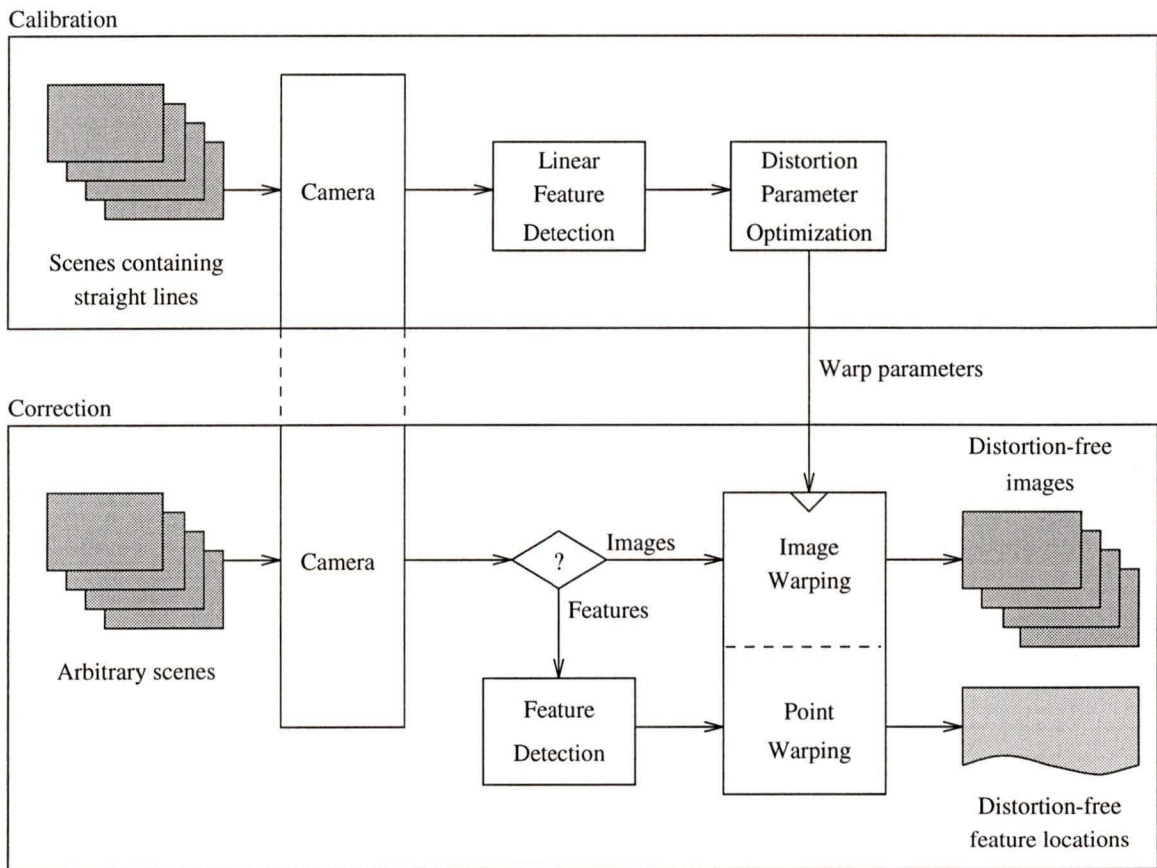 Calibration
Scenes containing
straight lines
Camera
Linear
Feature
Detection
Distortion
Parameter
Optimization
Warp parameters
Correction
Arbitrary scenes
Camera
?
Images
Features
Feature
Detection
Image
Warping
Point
Warping
Distortion-free
images
Distortion-free
feature locations